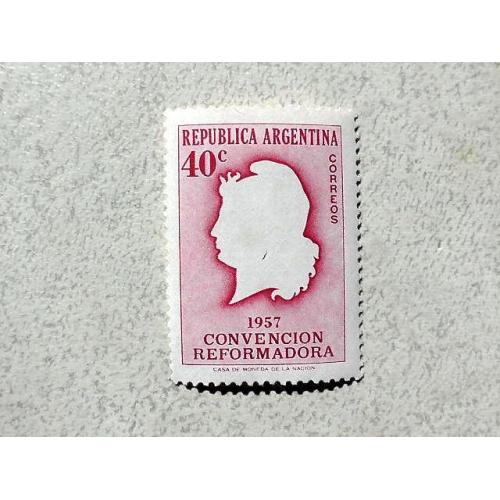 REPUBLICA ARGENTINA
40c
CORREOS
1957
CONVENCION
REFORMADORA
CASA DE MONEDA DE LA NACION